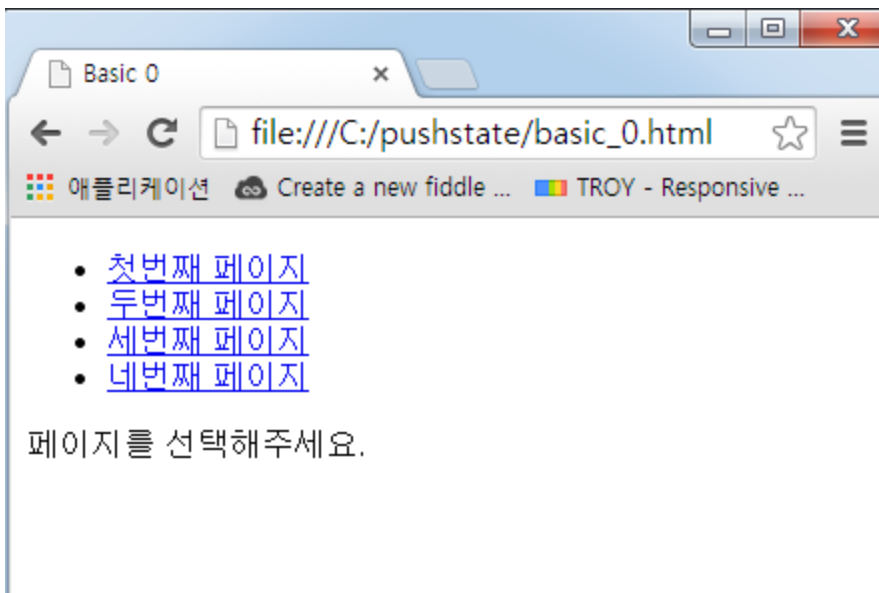 Basic 0
file:///C:/pushstate/basic_0.html
애플리케이션 Create a new fiddle ... TROY - Responsive ...
첫번째 페이지
두번째 페이지
세번째 페이지
네번째 페이지
페이지를 선택해주세요.